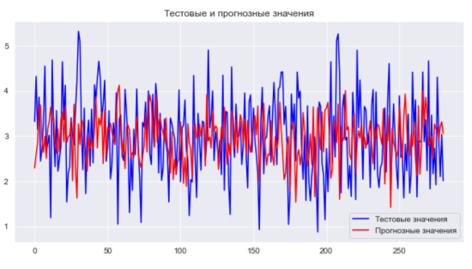 Тестовые и прогнозные значения
5
4
3
2
1
0 50 100 150 200 250
Тестовые значения
Прогнозные значения